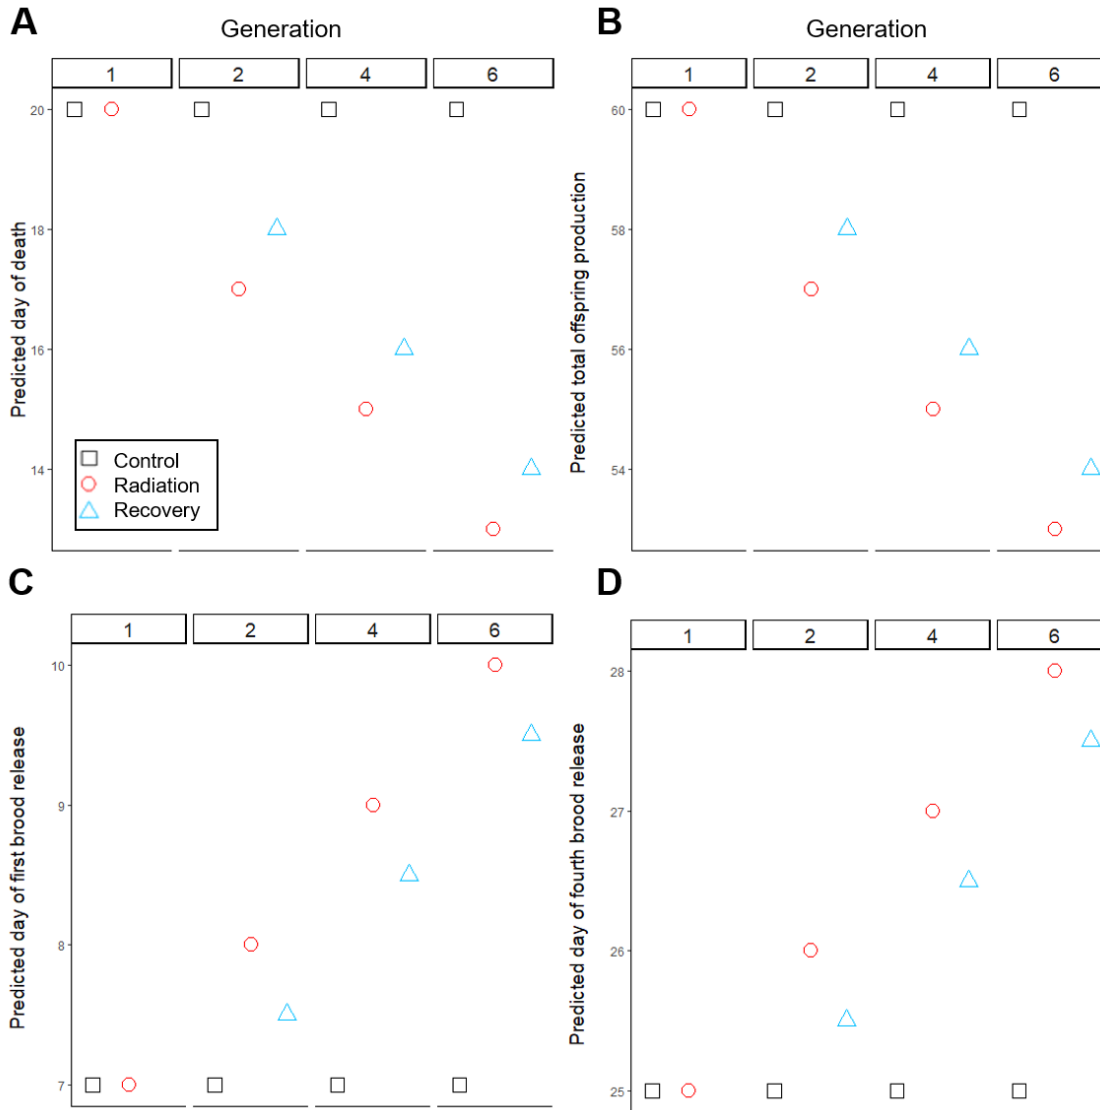 A
Generation
1 2 4 6
20
18
16
14
Predicted day of death
Control
Radiation
Recovery
B
Generation
1 2 4 6
60
58
56
54
Predicted total offspring production
C
1 2 4 6
10
9
8
7
Predicted day of first brood release
D
1 2 4 6
28
27
26
25
Predicted day of fourth brood release